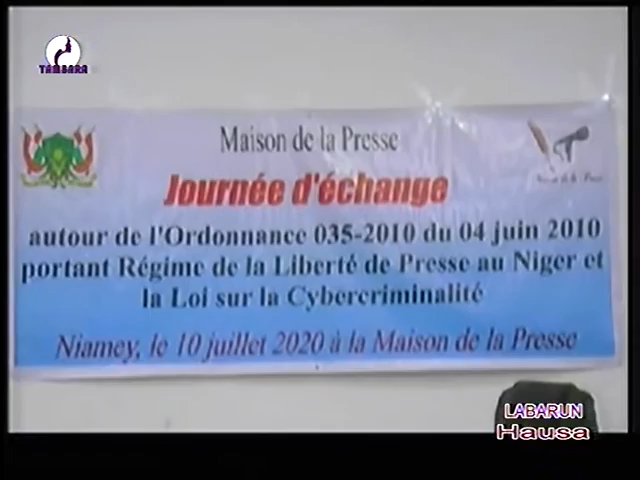 TAMBARA
Maison de la Presse
Journée d'échange
autour de l'Ordonnance 035-2010 du 04 juin 2010
portant Régime de la Liberté de Presse au Niger et
la Loi sur la Cybercriminalité
Niamey, le 10 juillet 2020 à la Maison de la Presse
LABARUN
Hausa